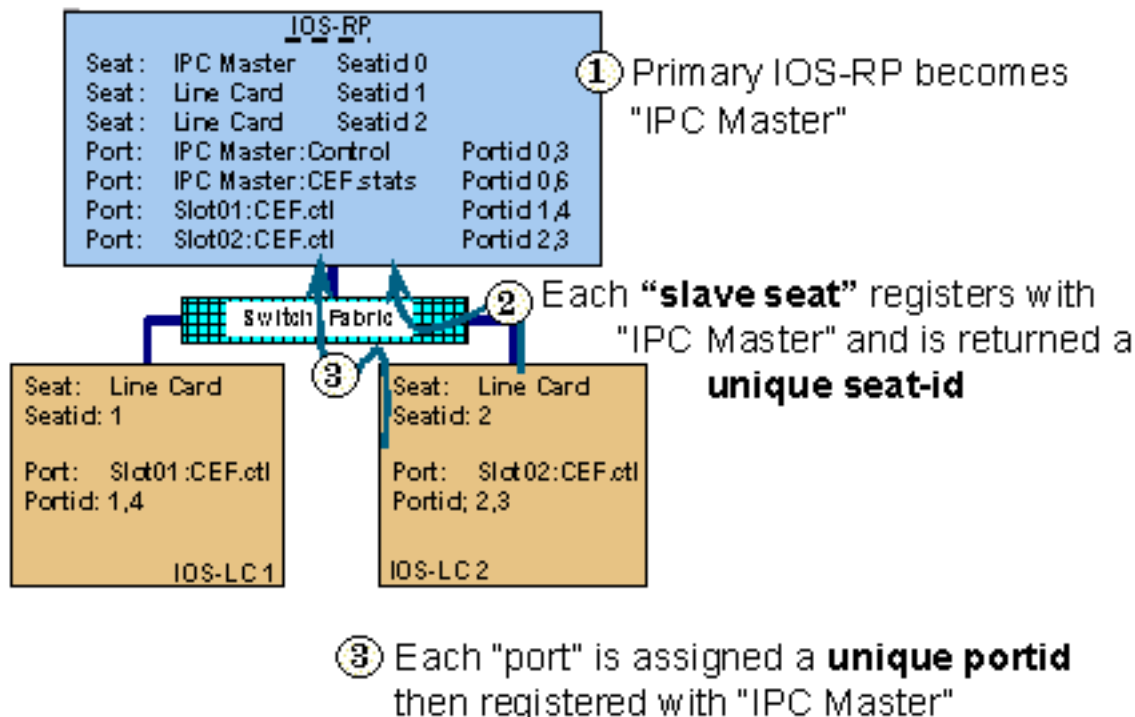 IOS-RP
Seat: IPC Master Seatid 0
Seat: Line Card Seatid 1
Seat: Line Card Seatid 2
Port: IPC Master:Control Portid 0,3
Port: IPC Master:CEF.stats Portid 0,6
Port: Slot01:CEF.ctl Portid 1,4
Port: Slot02:CEF.ctl Portid 2,3
① Primary IOS-RP becomes
"IPC Master"
Switch Fabric
② Each “slave seat” registers with
"IPC Master" and is returned a
unique seat-id
③
Seat: Line Card
Seatid: 1
Port: Slot01:CEF.ctl
Portid: 1,4
IOS-LC 1
Seat: Line Card
Seatid: 2
Port: Slot02:CEF.ctl
Portid; 2,3
IOS-LC 2
③ Each "port" is assigned a unique portid
then registered with "IPC Master"